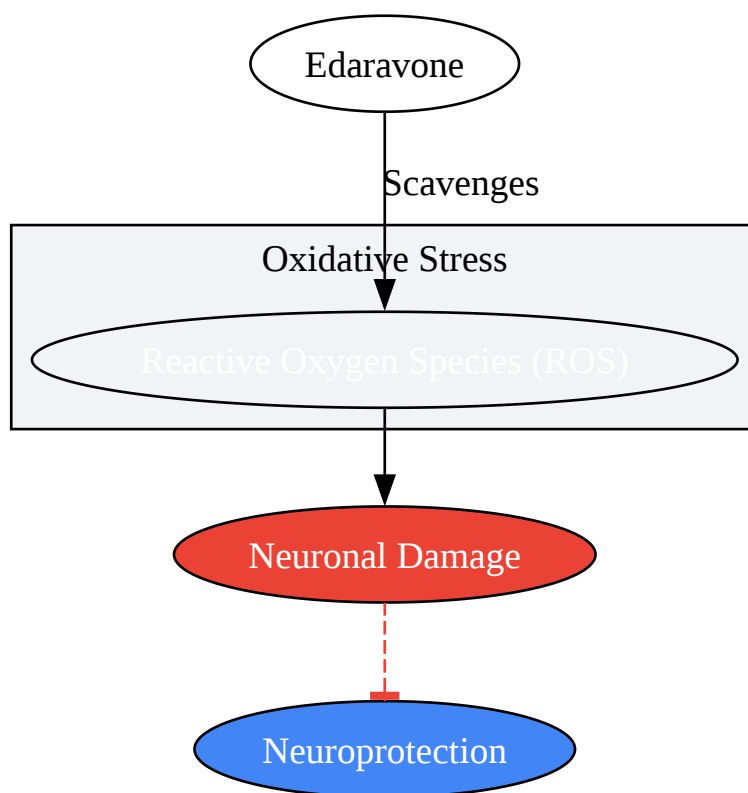 Edaravone
Scavenges
Oxidative Stress
Reactive Oxygen Species (ROS)
Neuronal Damage
Neuroprotection